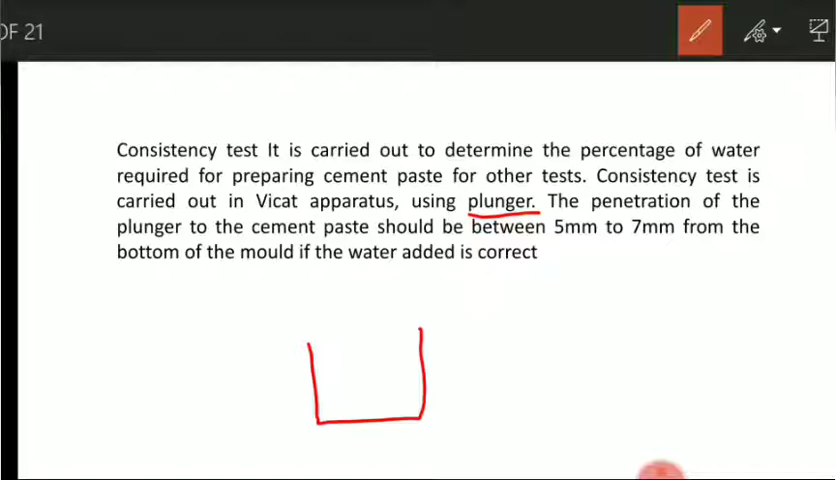 OF 21
Consistency test It is carried out to determine the percentage of water
required for preparing cement paste for other tests. Consistency test is
carried out in Vicat apparatus, using plunger. The penetration of the
plunger to the cement paste should be between 5mm to 7mm from the
bottom of the mould if the water added is correct